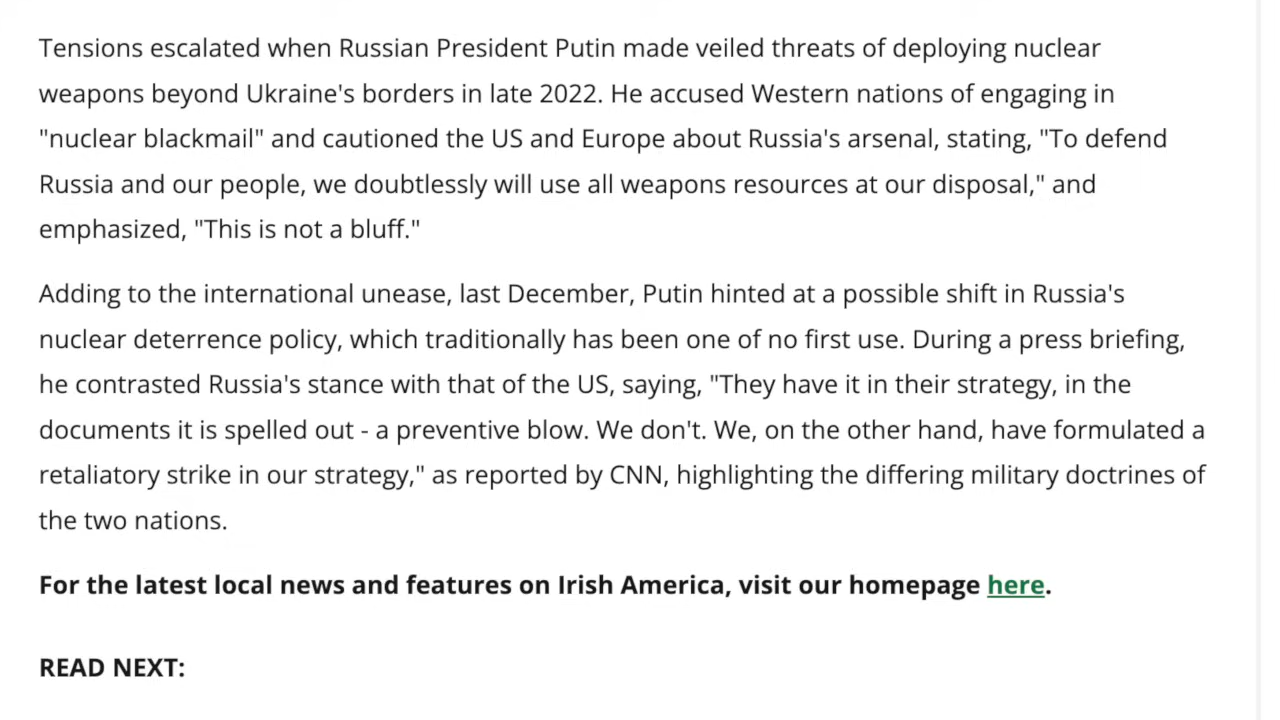 Tensions escalated when Russian President Putin made veiled threats of deploying nuclear
weapons beyond Ukraine's borders in late 2022. He accused Western nations of engaging in
"nuclear blackmail" and cautioned the US and Europe about Russia's arsenal, stating, "To defend
Russia and our people, we doubtlessly will use all weapons resources at our disposal," and
emphasized, "This is not a bluff."
Adding to the international unease, last December, Putin hinted at a possible shift in Russia's
nuclear deterrence policy, which traditionally has been one of no first use. During a press briefing,
he contrasted Russia's stance with that of the US, saying, "They have it in their strategy, in the
documents it is spelled out - a preventive blow. We don't. We, on the other hand, have formulated a
retaliatory strike in our strategy," as reported by CNN, highlighting the differing military doctrines of
the two nations.
For the latest local news and features on Irish America, visit our homepage here.
READ NEXT: